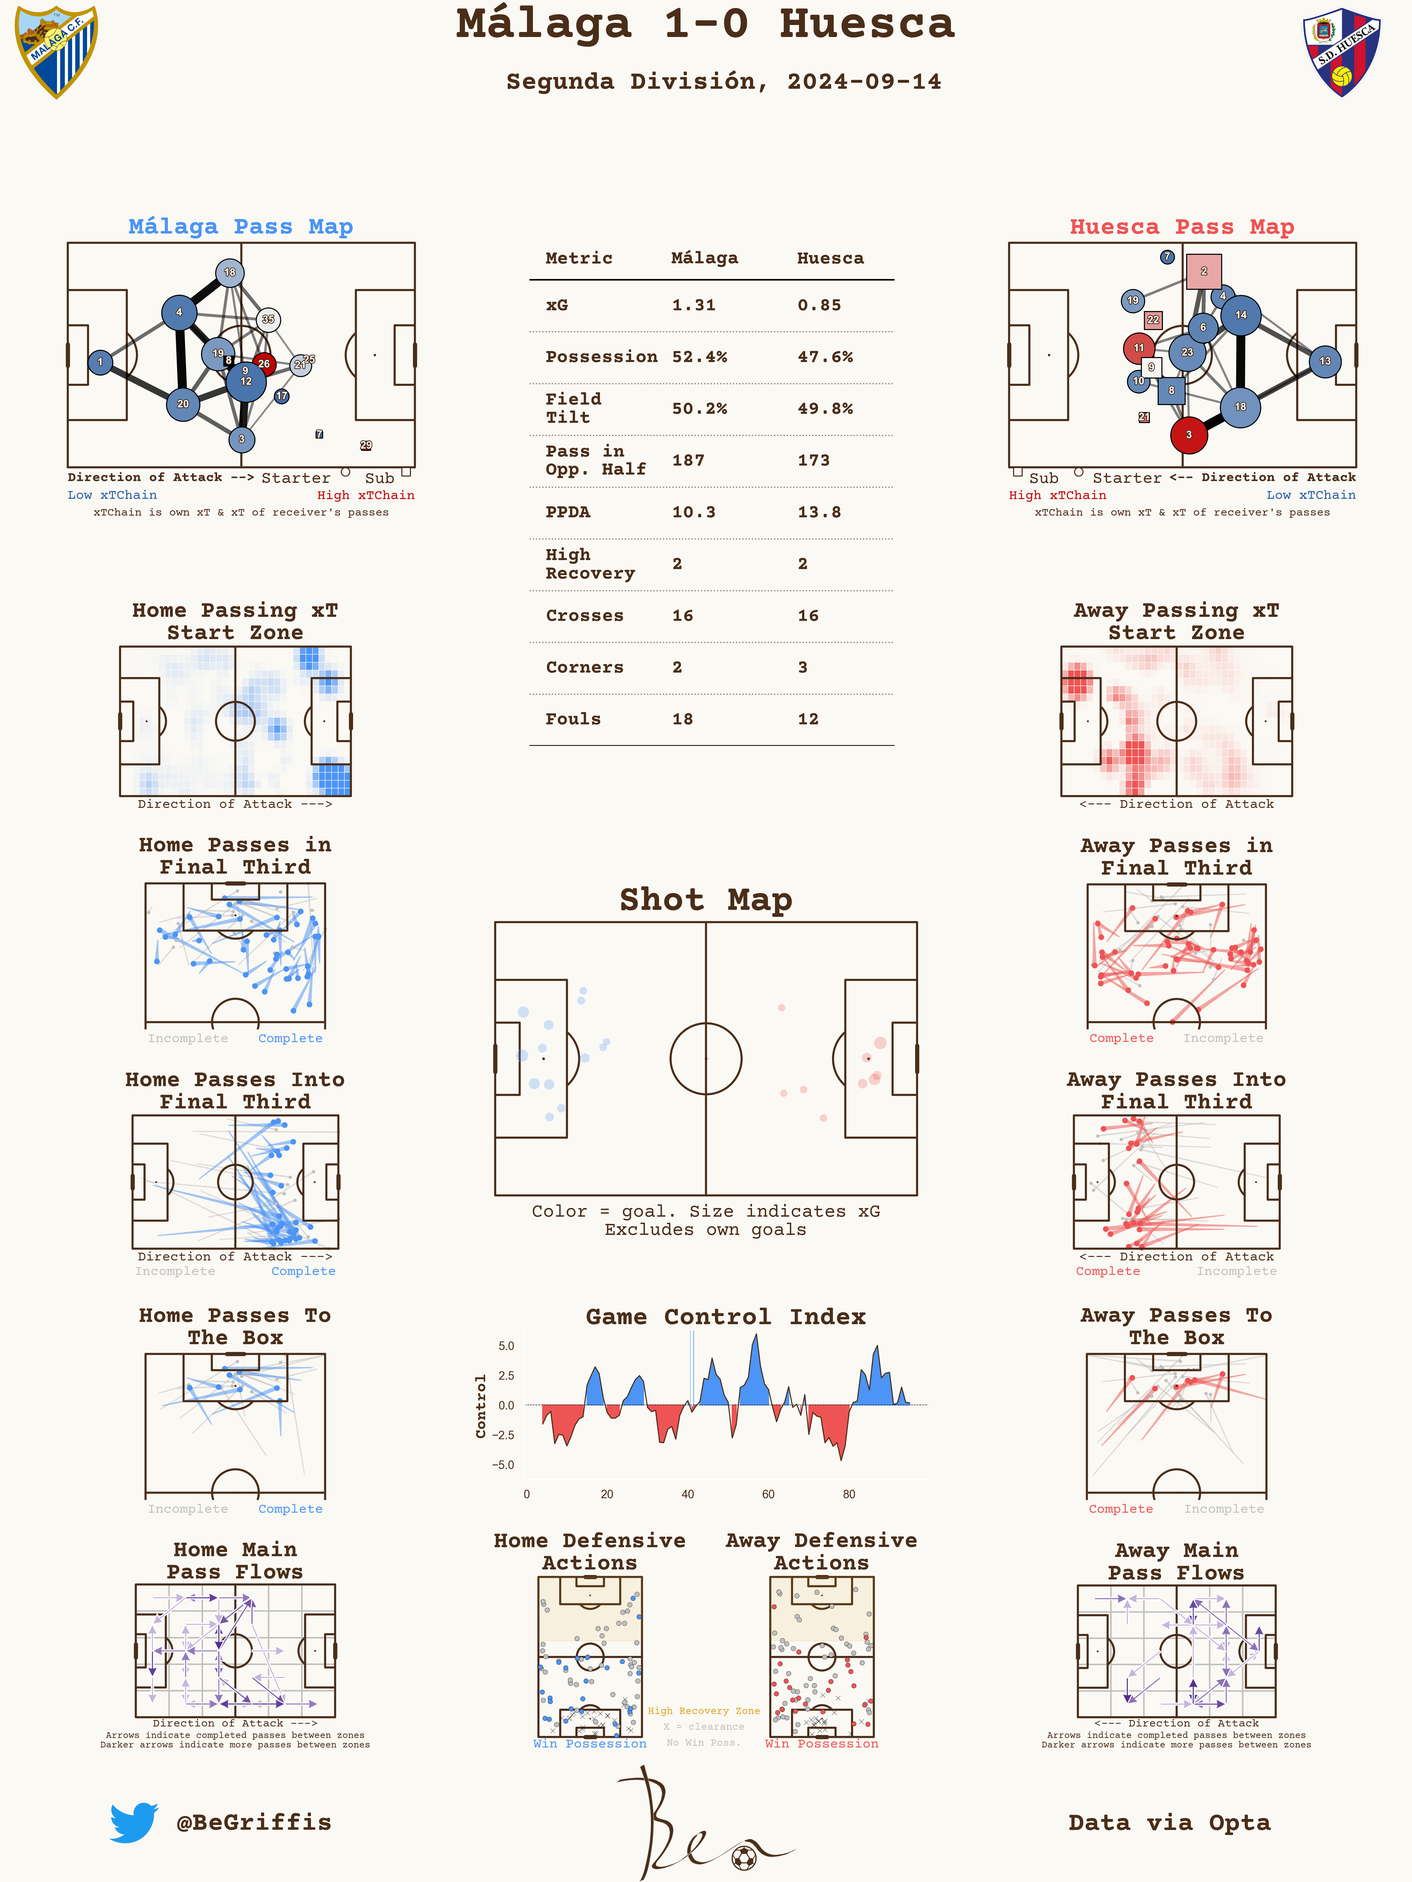 Málaga 1-0 Huesca
Segunda División, 2024-09-14
MALAGA C.F.
S.D. HUESCA
Málaga Pass Map
18
4
35
19
8
26
21
25
1
9
12
17
20
3
7
29
Direction of Attack --> Starter Sub
Low xTChain High xTChain
xTChain is own xT & xT of receiver's passes
Metric Málaga Huesca
xG 1.31 0.85
Possession 52.4% 47.6%
Field
Tilt 50.2% 49.8%
Pass in
Opp. Half 187 173
PPDA 10.3 13.8
High
Recovery 2 2
Crosses 16 16
Corners 2 3
Fouls 18 12
Huesca Pass Map
7
2
19
4
22
14
6
11
23
13
9
10
8
21
18
3
Sub Starter <-- Direction of Attack
High xTChain Low xTChain
xTChain is own xT & xT of receiver's passes
Home Passing xT
Start Zone
Direction of Attack --->
Away Passing xT
Start Zone
<--- Direction of Attack
Home Passes in
Final Third
Incomplete Complete
Away Passes in
Final Third
Complete Incomplete
Shot Map
Color = goal. Size indicates xG
Excludes own goals
Home Passes Into
Final Third
Direction of Attack --->
Incomplete Complete
Away Passes Into
Final Third
<--- Direction of Attack
Complete Incomplete
Home Passes To
The Box
Incomplete Complete
Game Control Index
Control
5.0
2.5
0.0
−2.5
−5.0
0 20 40 60 80
Away Passes To
The Box
Complete Incomplete
Home Main
Pass Flows
Direction of Attack --->
Arrows indicate completed passes between zones
Darker arrows indicate more passes between zones
Home Defensive
Actions
Win Possession
Away Defensive
Actions
Win Possession
High Recovery Zone
X = clearance
No Win Poss.
Away Main
Pass Flows
<--- Direction of Attack
Arrows indicate completed passes between zones
Darker arrows indicate more passes between zones
@BeGriffis
Ben
Data via Opta